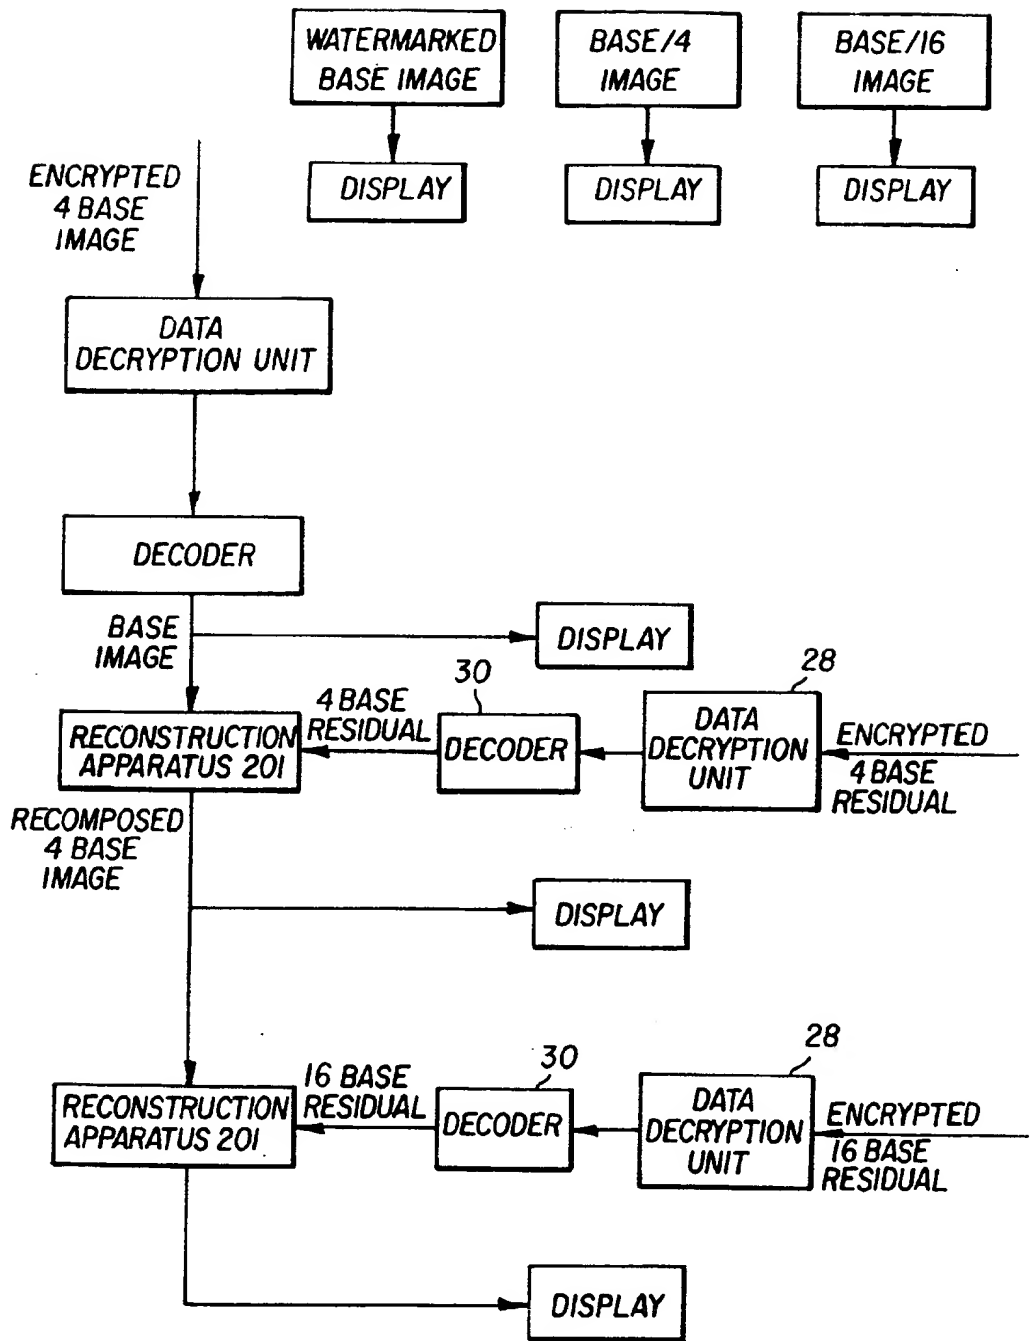 WATERMARKED
BASE IMAGE
BASE/4
IMAGE
BASE/16
IMAGE
DISPLAY
DISPLAY
DISPLAY
ENCRYPTED
4 BASE
IMAGE
DATA
DECRYPTION UNIT
DECODER
BASE
IMAGE
DISPLAY
RECONSTRUCTION
APPARATUS 201
4 BASE
RESIDUAL
30
DECODER
28
DATA
DECRYPTION
UNIT
ENCRYPTED
4 BASE
RESIDUAL
RECOMPOSED
4 BASE
IMAGE
DISPLAY
RECONSTRUCTION
APPARATUS 201
16 BASE
RESIDUAL
30
DECODER
28
DATA
DECRYPTION
UNIT
ENCRYPTED
16 BASE
RESIDUAL
DISPLAY